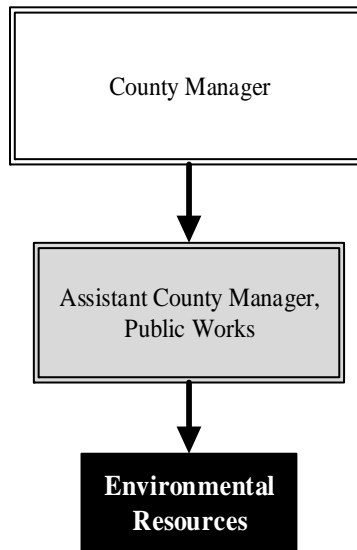 County Manager
Assistant County Manager,
Public Works
Environmental
Resources